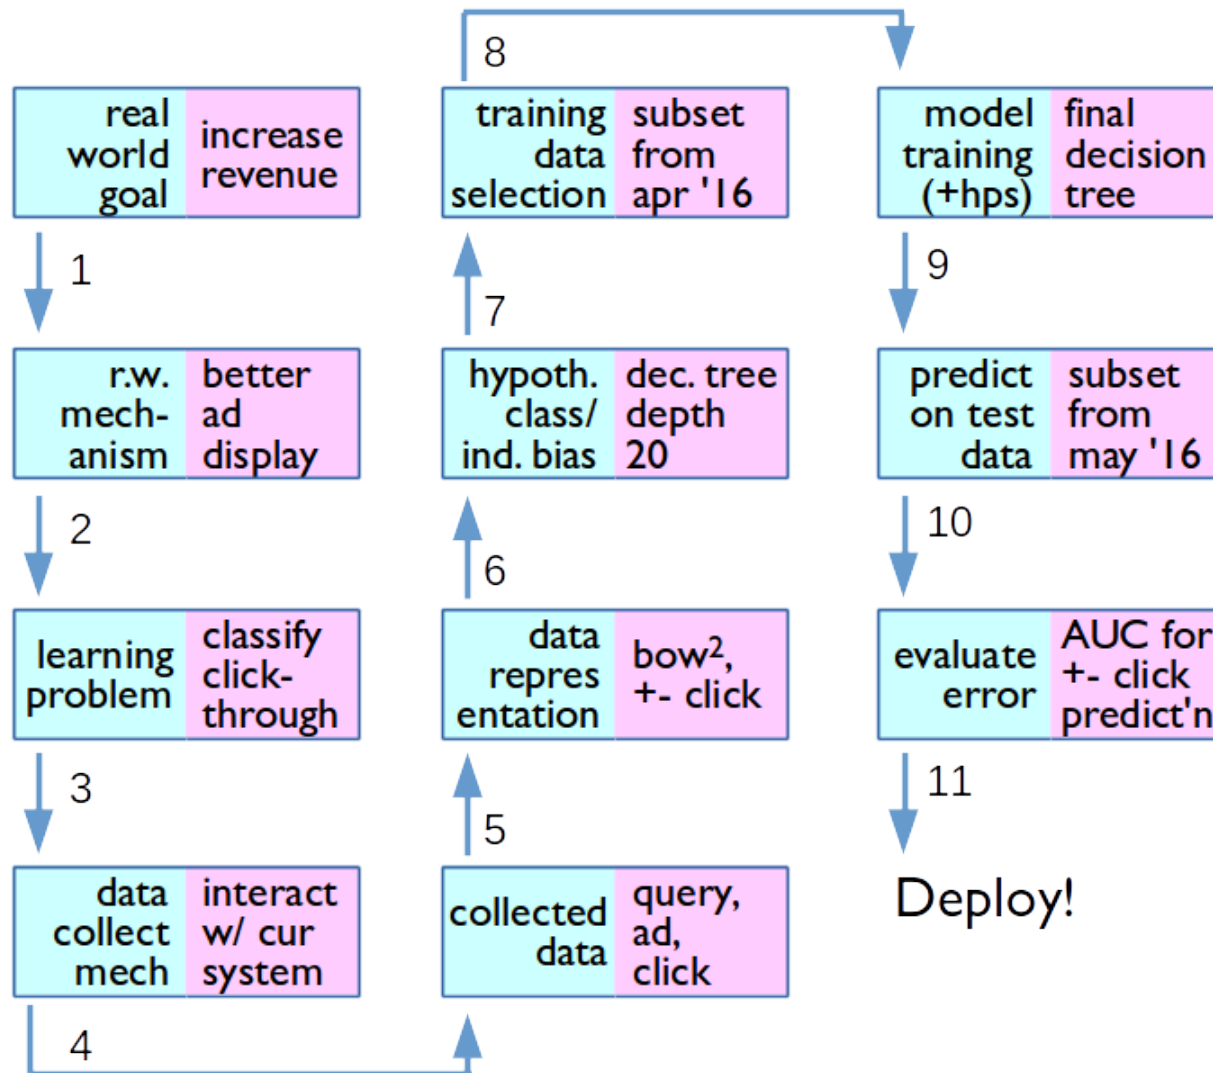 real
world
goal
increase
revenue
1
r.w.
mech-
anism
better
ad
display
2
learning
problem
classify
click-
through
3
data
collect
mech
interact
w/ cur
system
4
collected
data
query,
ad,
click
5
data
repres
entation
bow²,
+- click
6
hypoth.
class/
ind. bias
dec. tree
depth
20
7
training
data
selection
subset
from
apr '16
8
model
training
(+hps)
final
decision
tree
9
predict
on test
data
subset
from
may '16
10
evaluate
error
AUC for
+- click
predict'n
11
Deploy!